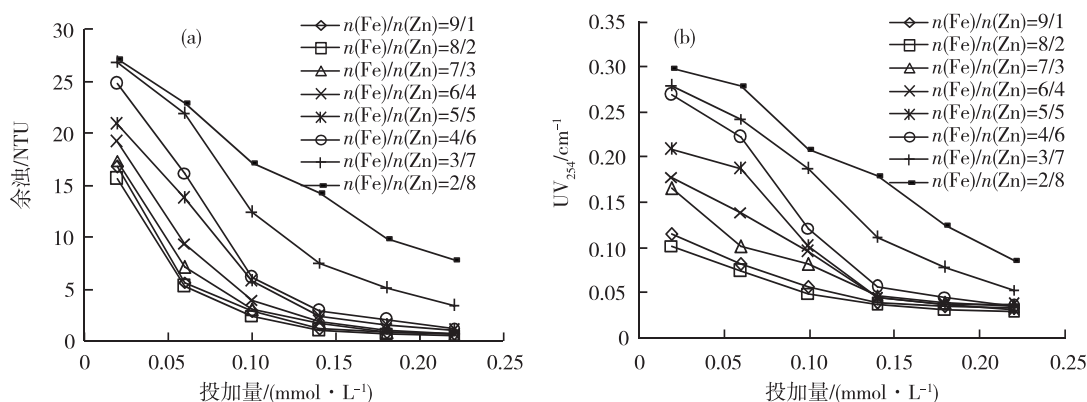 (a)
余浊/NTU
30
25
20
15
10
5
0
0
0.05
0.10
0.15
0.20
0.25
投加量/(mmol·L⁻¹)
n(Fe)/n(Zn)=9/1
n(Fe)/n(Zn)=8/2
n(Fe)/n(Zn)=7/3
n(Fe)/n(Zn)=6/4
n(Fe)/n(Zn)=5/5
n(Fe)/n(Zn)=4/6
n(Fe)/n(Zn)=3/7
n(Fe)/n(Zn)=2/8
(b)
UV₂₅₄/cm⁻¹
0.35
0.30
0.25
0.20
0.15
0.10
0.05
0
0
0.05
0.10
0.15
0.20
0.25
投加量/(mmol·L⁻¹)
n(Fe)/n(Zn)=9/1
n(Fe)/n(Zn)=8/2
n(Fe)/n(Zn)=7/3
n(Fe)/n(Zn)=6/4
n(Fe)/n(Zn)=5/5
n(Fe)/n(Zn)=4/6
n(Fe)/n(Zn)=3/7
n(Fe)/n(Zn)=2/8